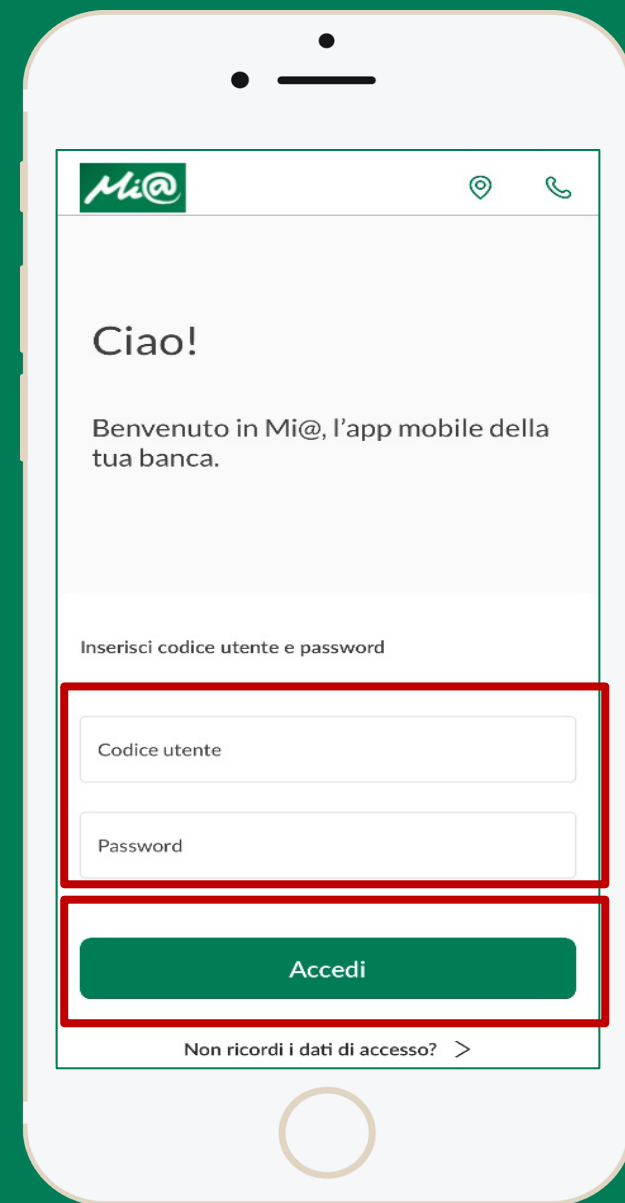 Mi@
Ciao!
Benvenuto in Mi@, l’app mobile della
tua banca.
Inserisci codice utente e password
Codice utente
Password
Accedi
Non ricordi i dati di accesso? >